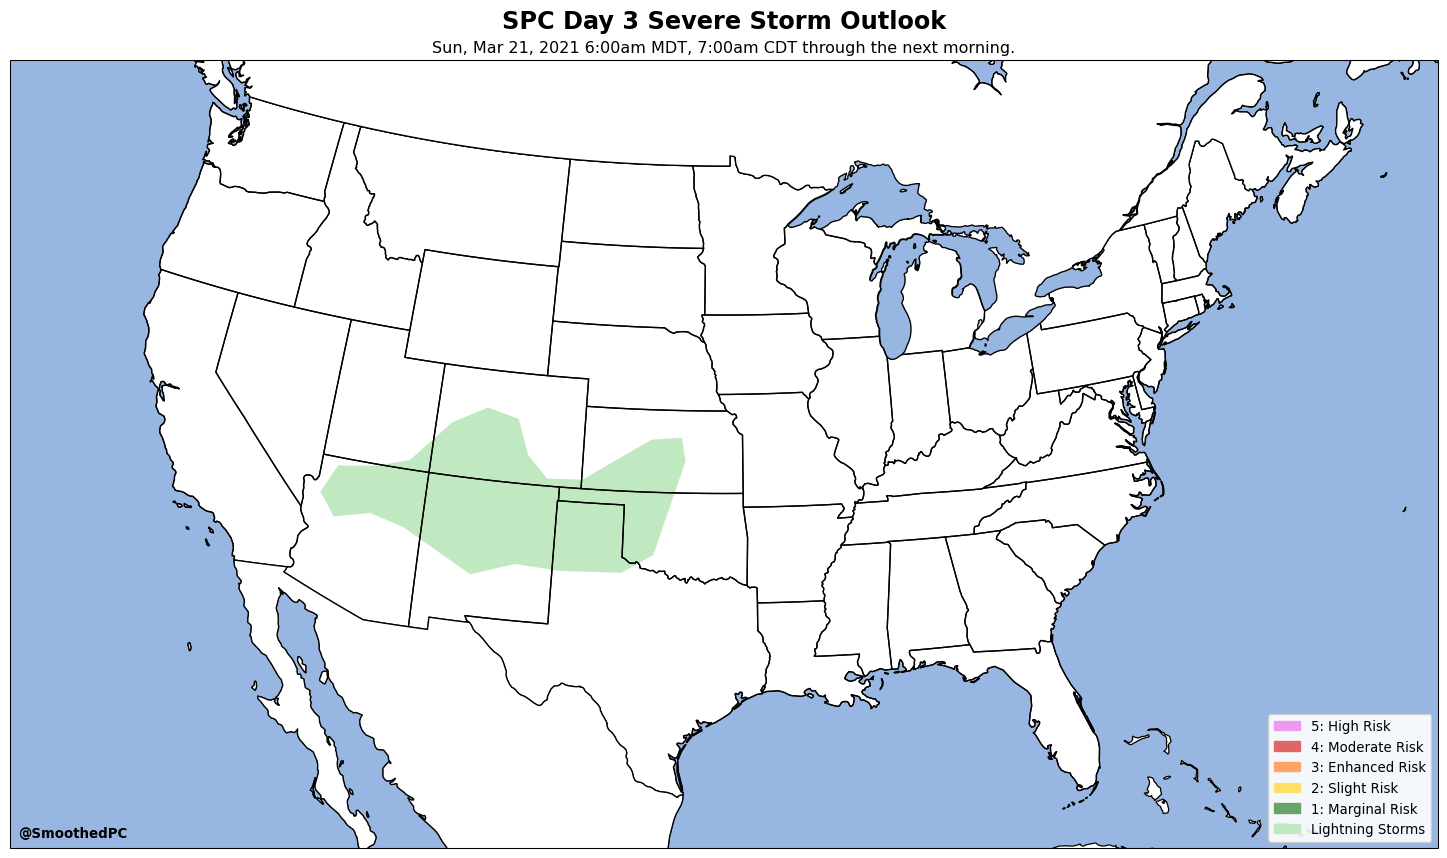 SPC Day 3 Severe Storm Outlook
Sun, Mar 21, 2021 6:00am MDT, 7:00am CDT through the next morning.
5: High Risk
4: Moderate Risk
3: Enhanced Risk
2: Slight Risk
1: Marginal Risk
Lightning Storms
@SmoothedPC